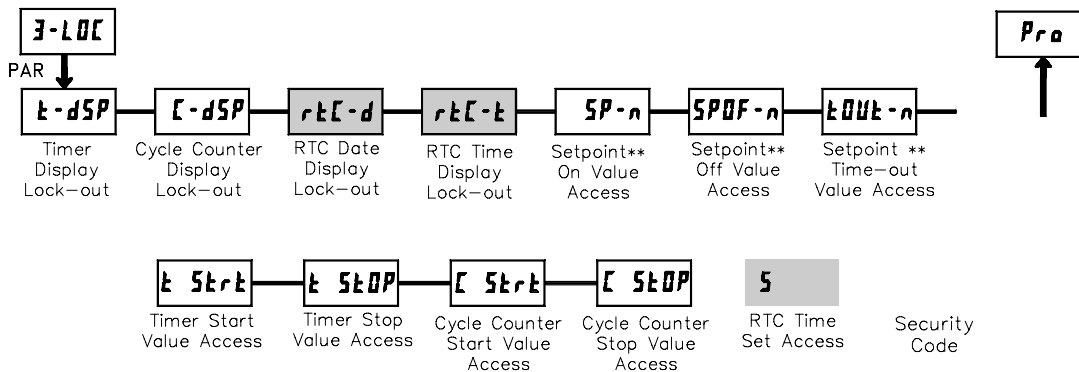 3-LOC
Pro
PAR
t-dSP
C-dSP
rtC-d
rtC-t
SP-n
SPOF-n
tOUt-n
Timer
Display
Lock-out
Cycle Counter
Display
Lock-out
RTC Date
Display
Lock-out
RTC Time
Display
Lock-out
Setpoint**
On Value
Access
Setpoint**
Off Value
Access
Setpoint **
Time-out
Value Access
t Strt
t StOP
C Strt
C StOP
S
Timer Start
Value Access
Timer Stop
Value Access
Cycle Counter
Start Value
Access
Cycle Counter
Stop Value
Access
RTC Time
Set Access
Security
Code